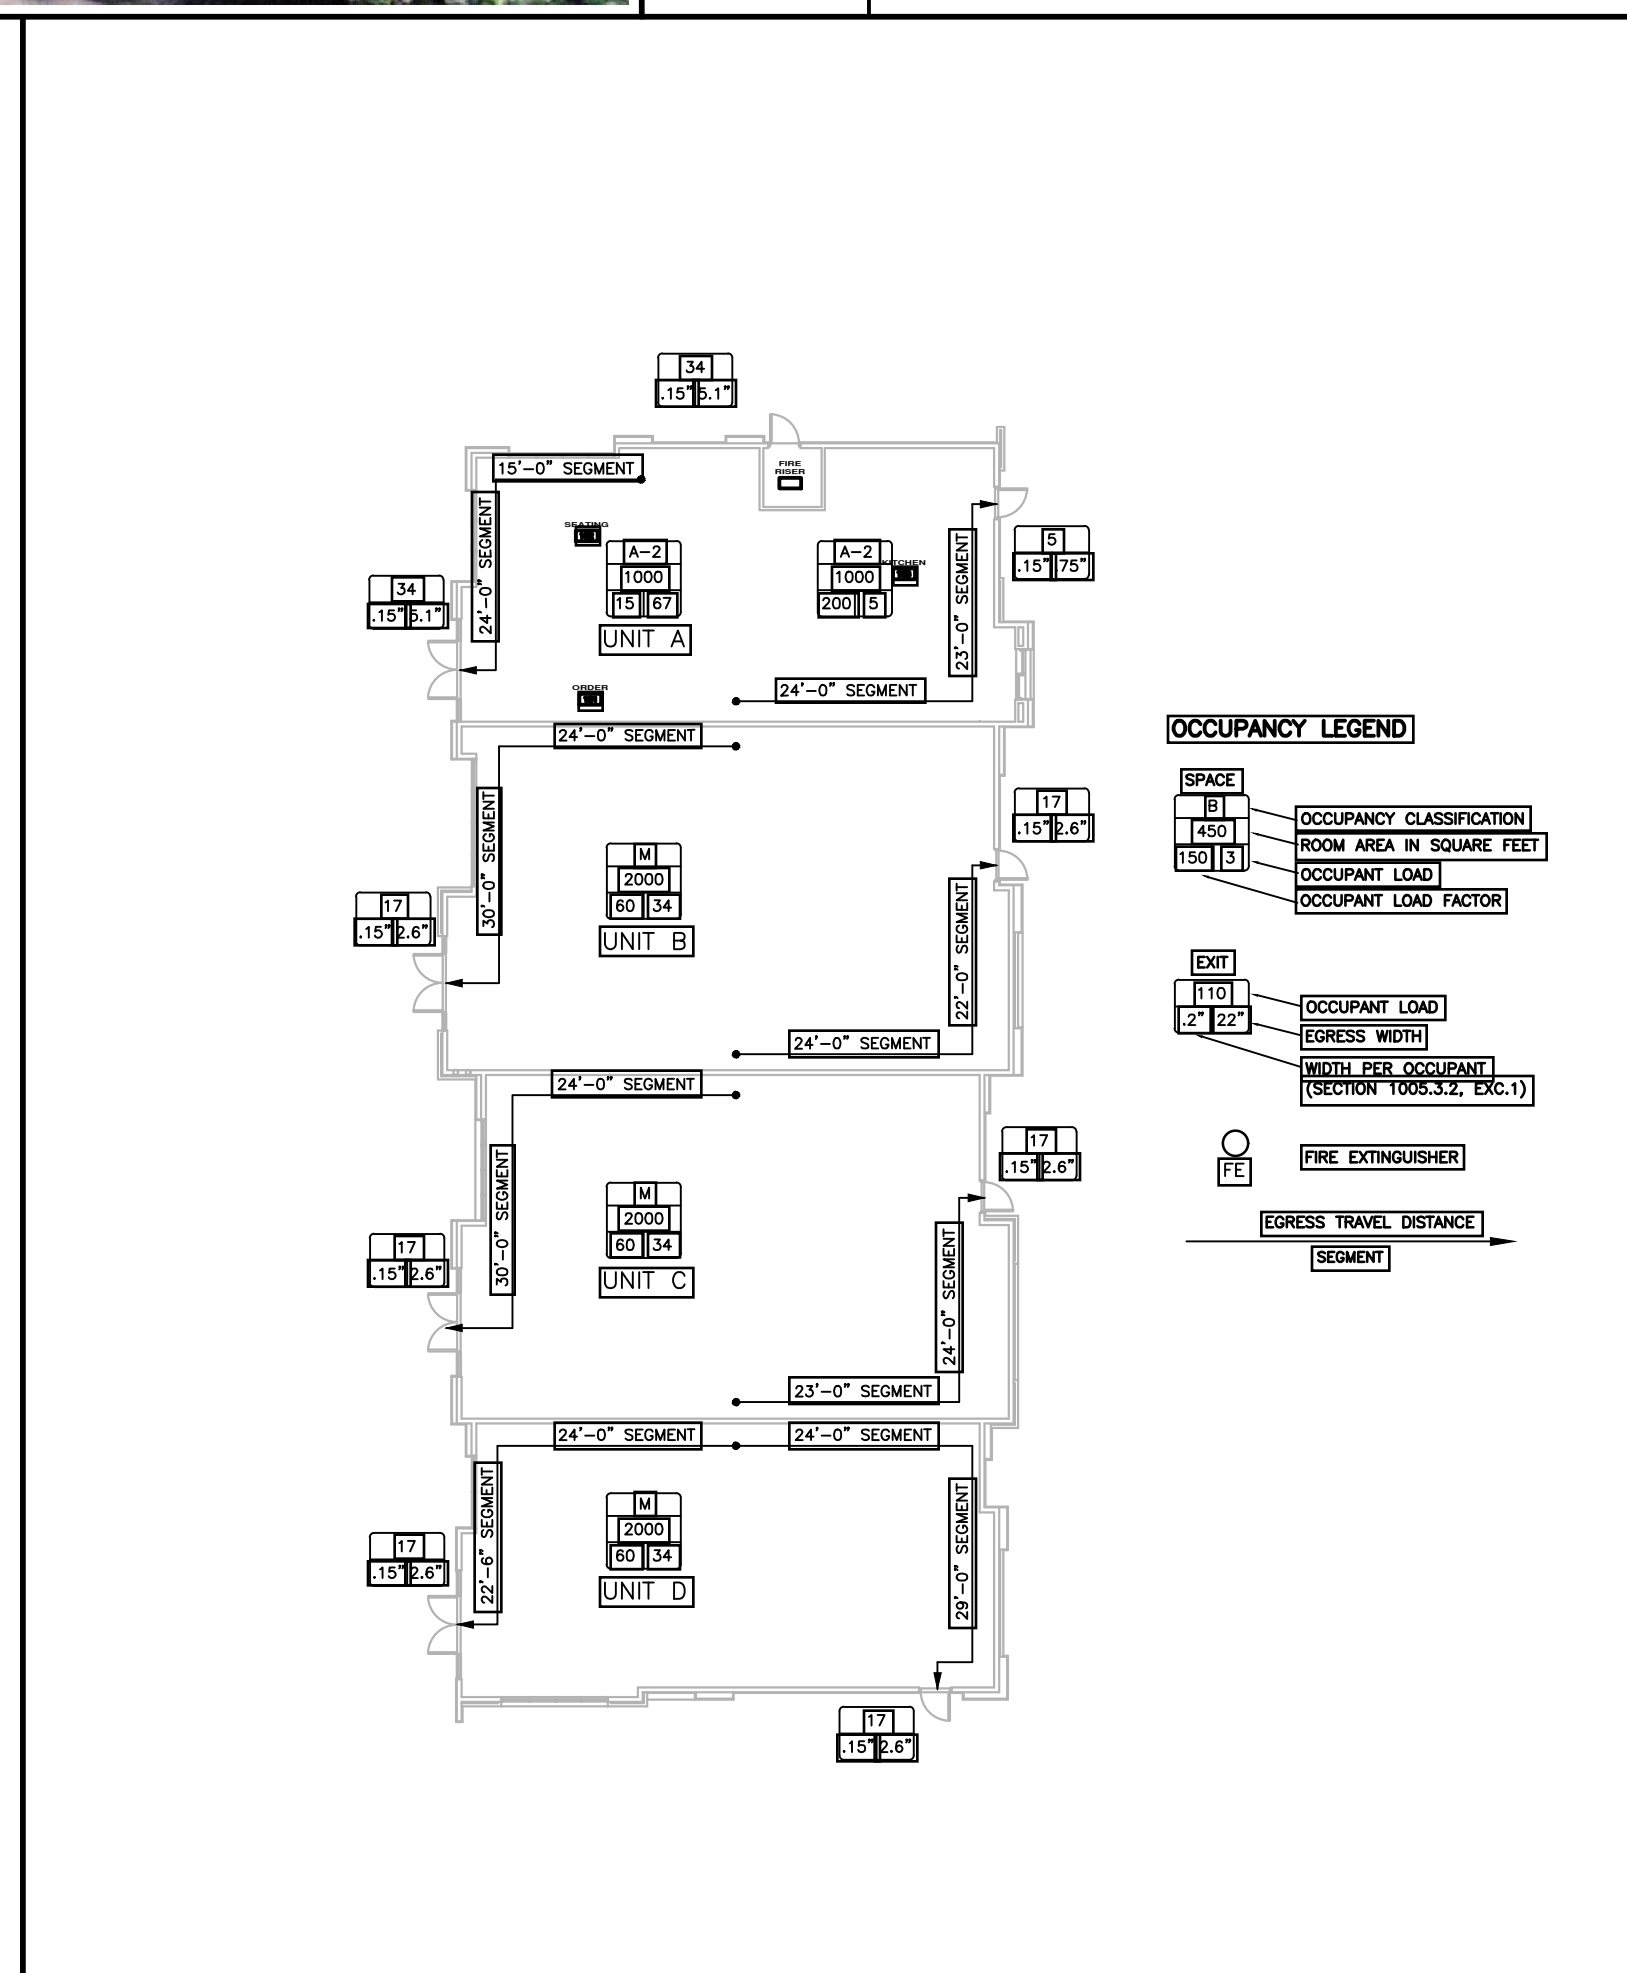 34
.15" 5.1"
15'-0" SEGMENT
FIRE
RISER
24'-0" SEGMENT
SEATING
A-2
1000
15 67
UNIT A
A-2
1000
200 5
KITCHEN
23'-0" SEGMENT
5
.15" .75"
34
.15" 5.1"
24'-0" SEGMENT
ORDER
24'-0" SEGMENT
30'-0" SEGMENT
M
2000
60 34
UNIT B
17
.15" 2.6"
17
.15" 2.6"
22'-0" SEGMENT
24'-0" SEGMENT
24'-0" SEGMENT
30'-0" SEGMENT
M
2000
60 34
UNIT C
17
.15" 2.6"
17
.15" 2.6"
24'-0" SEGMENT
23'-0" SEGMENT
24'-0" SEGMENT
24'-0" SEGMENT
22'-6" SEGMENT
M
2000
60 34
UNIT D
29'-0" SEGMENT
17
.15" 2.6"
17
.15" 2.6"
OCCUPANCY LEGEND
SPACE
B
450
150 3
OCCUPANCY CLASSIFICATION
ROOM AREA IN SQUARE FEET
OCCUPANT LOAD
OCCUPANT LOAD FACTOR
EXIT
110
.2" 22"
OCCUPANT LOAD
EGRESS WIDTH
WIDTH PER OCCUPANT
(SECTION 1005.3.2, EXC.1)
FE
FIRE EXTINGUISHER
EGRESS TRAVEL DISTANCE
SEGMENT